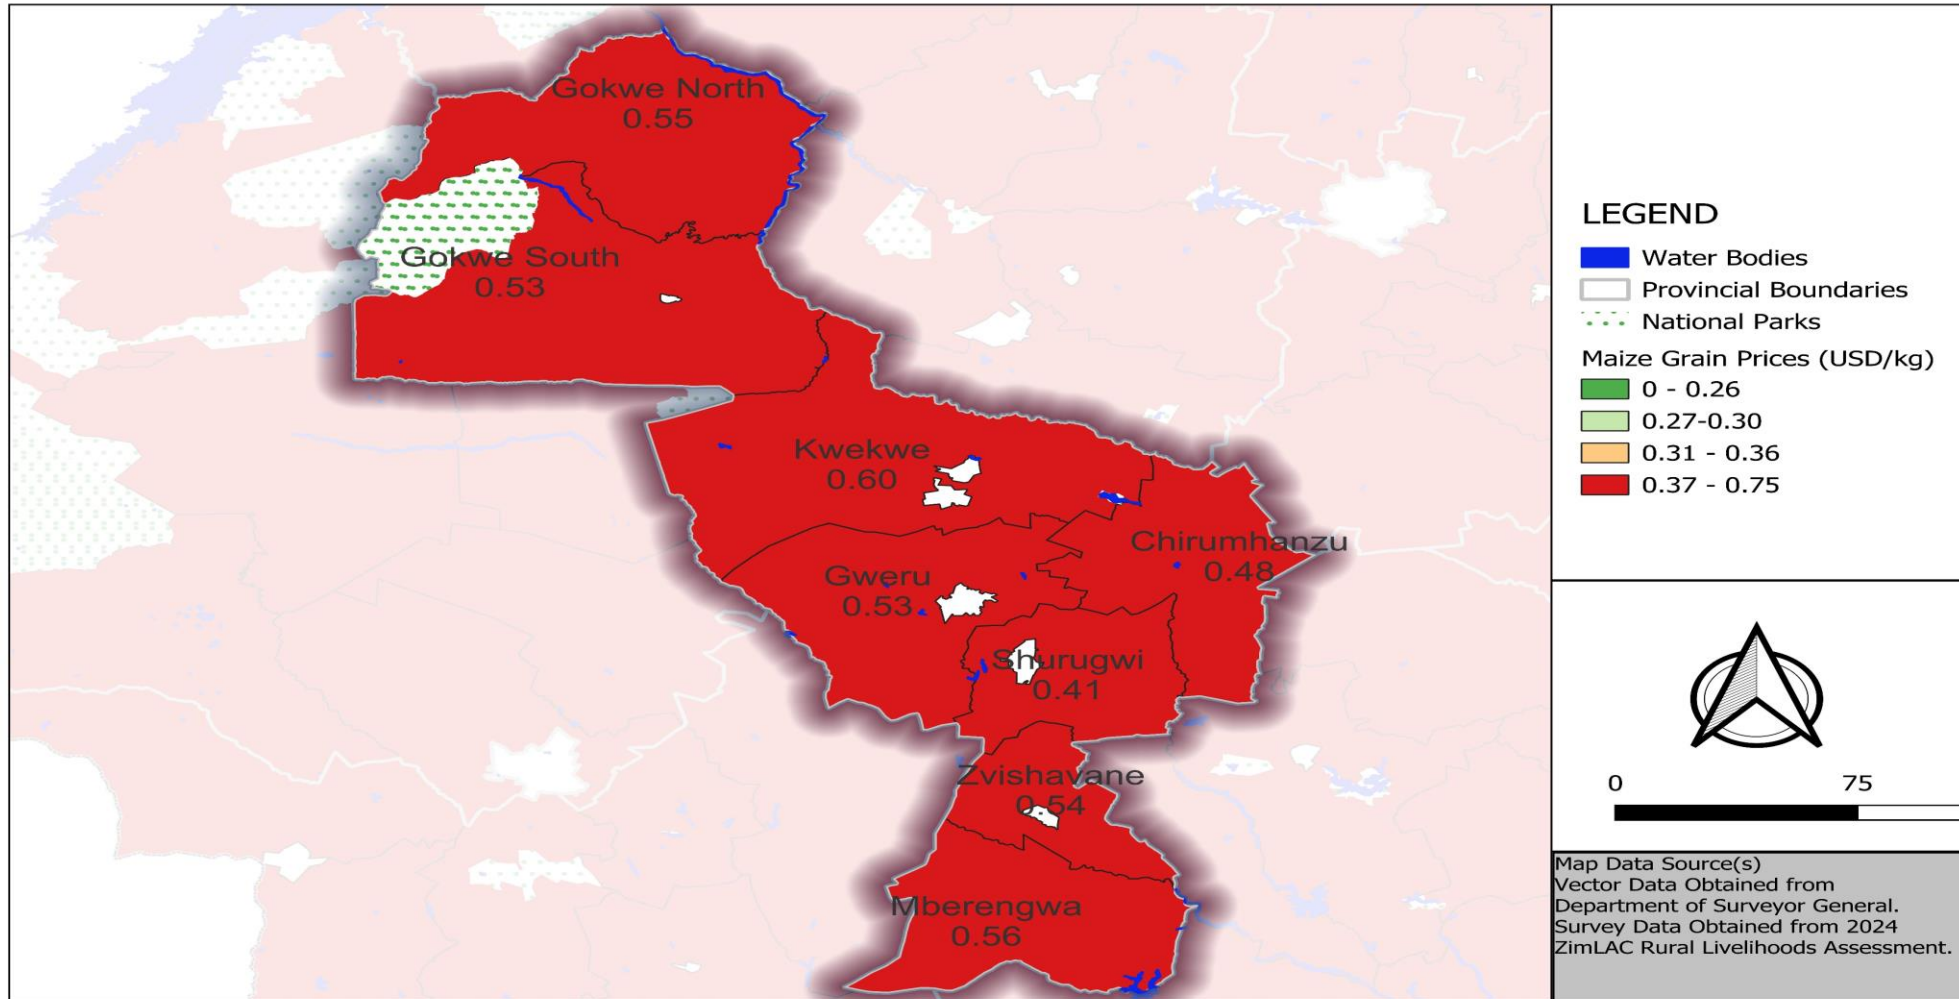 Gokwe North
0.55
Gokwe South
0.53
Kwekwe
0.60
Chirumhanzu
0.48
Gweru
0.53
Shurugwi
0.41
Zvishavane
0.54
Mberengwa
0.56
LEGEND
Water Bodies
Provincial Boundaries
National Parks
Maize Grain Prices (USD/kg)
0 - 0.26
0.27-0.30
0.31 - 0.36
0.37 - 0.75
0 75
Map Data Source(s)
Vector Data Obtained from
Department of Surveyor General.
Survey Data Obtained from 2024
ZimLAC Rural Livelihoods Assessment.